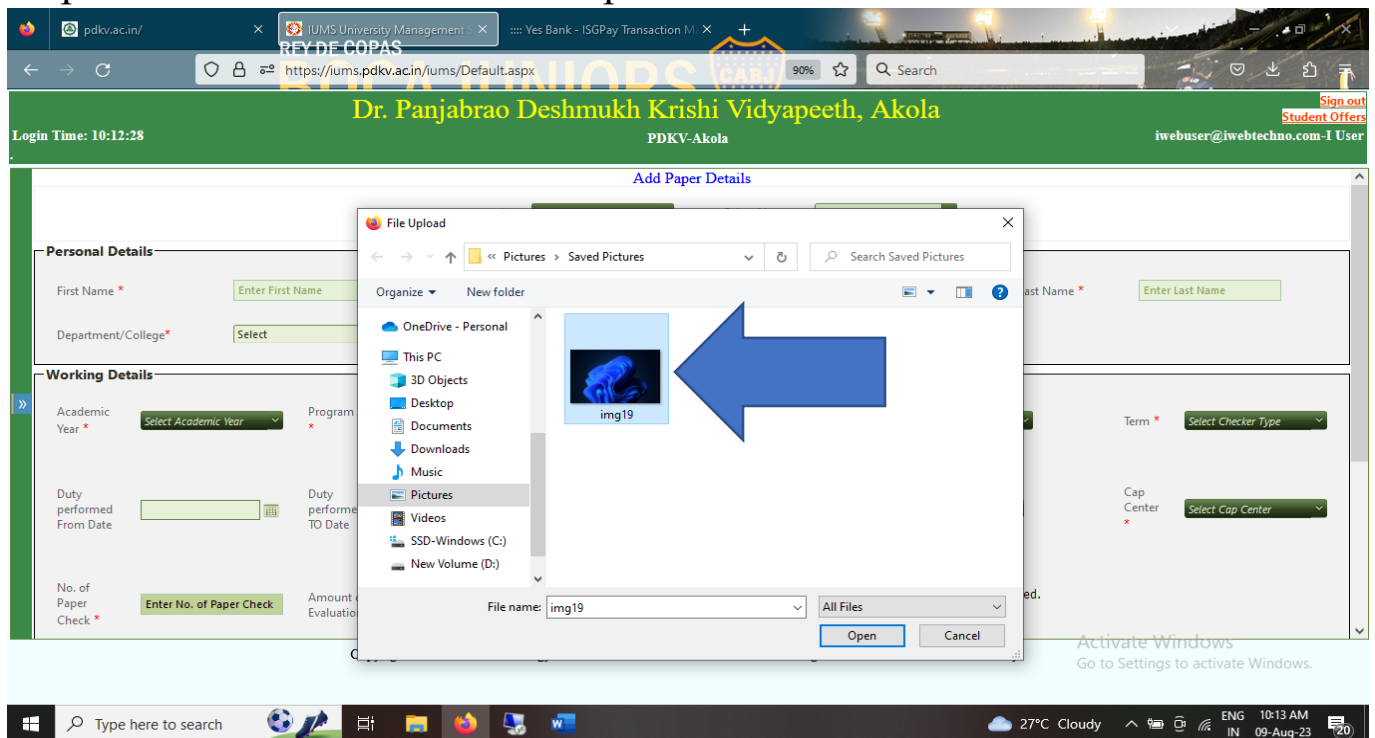 pdkv.ac.in/
IUMS University Management S
:::: Yes Bank - ISGPay Transaction M
REY DE COPAS
https://iums.pdkv.ac.in/iums/Default.aspx
BOCA JUNIORS
CABJ
90%
Search
Dr. Panjabrao Deshmukh Krishi Vidyapeeth, Akola
Sign out
Student Offers
Login Time: 10:12:28
PDKV-Akola
iwebuser@iwebtechno.com-I User
Add Paper Details
File Upload
« Pictures › Saved Pictures
Search Saved Pictures
Organize
New folder
OneDrive - Personal
This PC
3D Objects
Desktop
Documents
Downloads
Music
Pictures
Videos
SSD-Windows (C:)
New Volume (D:)
img19
File name: img19
All Files
Open
Cancel
Personal Details
First Name *
Enter First Name
ast Name *
Enter Last Name
Department/College*
Select
Working Details
Academic Year *
Select Academic Year
Program *
Term *
Select Checker Type
Duty performed From Date
Duty performe
TO Date
Cap Center *
Select Cap Center
No. of Paper Check *
Enter No. of Paper Check
Amount
Evaluatio
ed.
Activate Windows
Go to Settings to activate Windows.
Type here to search
27°C Cloudy
ENG
IN
10:13 AM
09-Aug-23
20